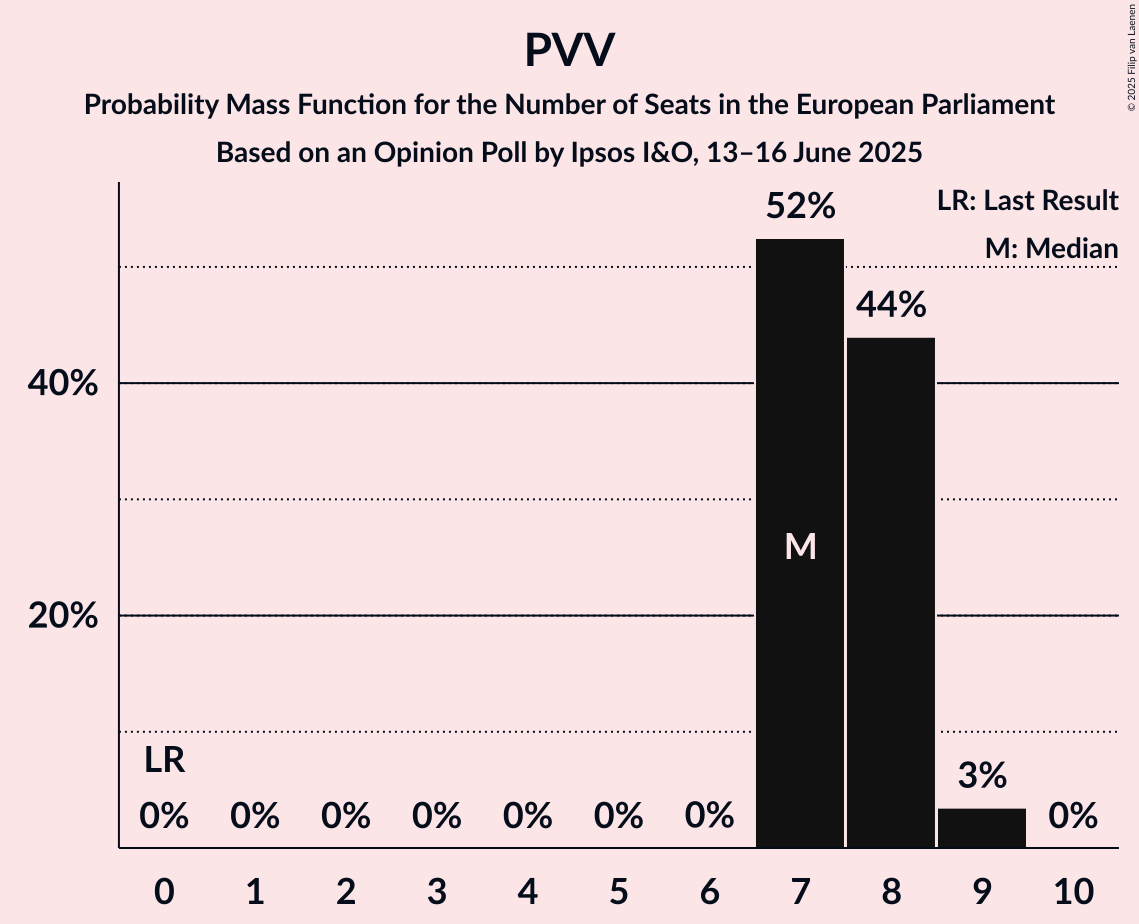 PVV
Probability Mass Function for the Number of Seats in the European Parliament
Based on an Opinion Poll by Ipsos I&O, 13–16 June 2025
© 2025 Filip van Laenen
LR: Last Result
M: Median
52%
44%
40%
M
20%
LR
3%
0% 0% 0% 0% 0% 0% 0% 0%
0 1 2 3 4 5 6 7 8 9 10